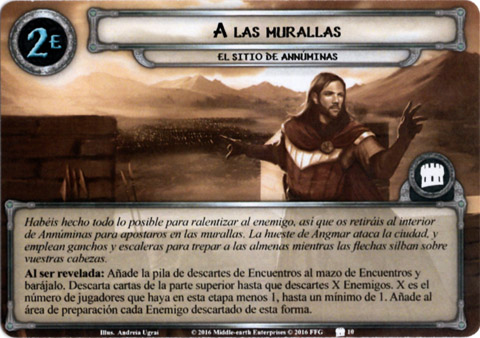 2E
A LAS MURALLAS
EL SITIO DE ANNÚMINAS
Habéis hecho todo lo posible para ralentizar al enemigo, así que os retiráis al interior
de Annúminas para apostaros en las murallas. La hueste de Angmar ataca la ciudad, y
emplean ganchos y escaleras para trepar a las almenas mientras las flechas silban sobre
vuestras cabezas.
Al ser revelada: Añade la pila de descartes de Encuentros al mazo de Encuentros y
barájalo. Descarta cartas de la parte superior hasta que descartes X Enemigos. X es el
número de jugadores que haya en esta etapa menos 1, hasta un mínimo de 1. Añade al
área de preparación cada Enemigo descartado de esta forma.
Illus. Andreia Ugrai © 2016 Middle-earth Enterprises © 2016 FFG 10